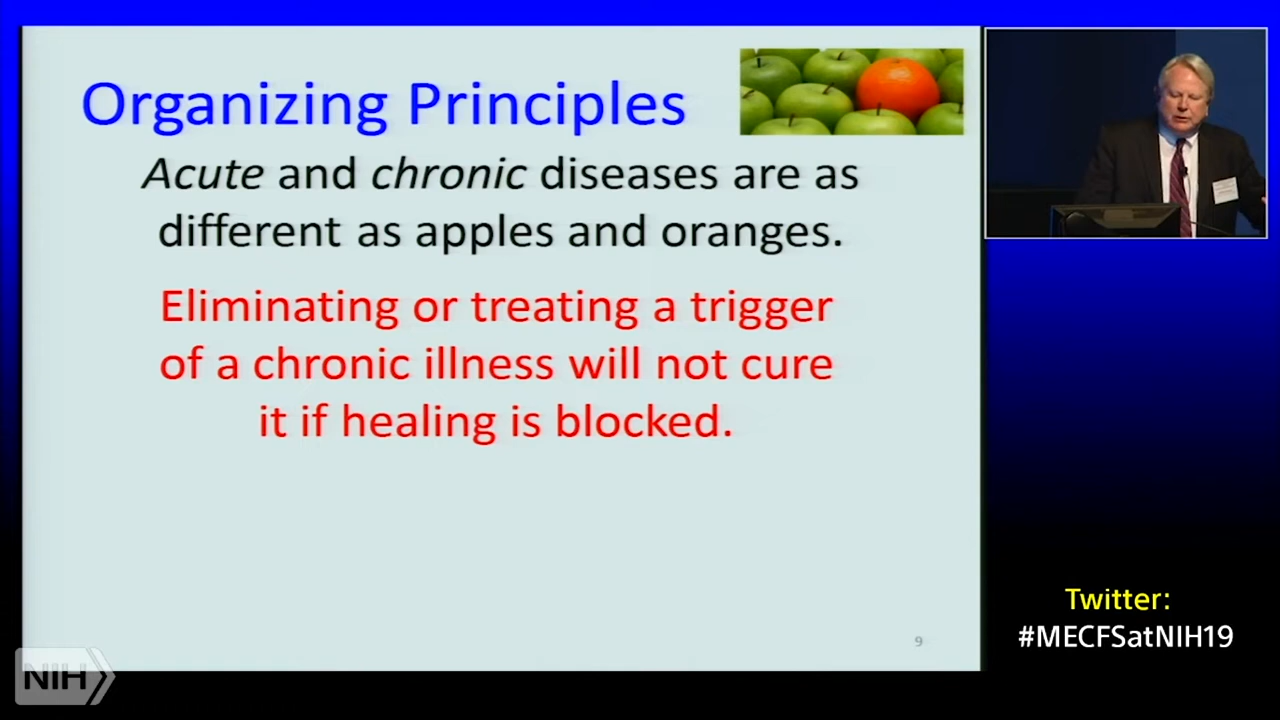 Organizing Principles
Acute and chronic diseases are as
different as apples and oranges.
Eliminating or treating a trigger
of a chronic illness will not cure
it if healing is blocked.
9
Twitter:
#MECFSatNIH19
NIH